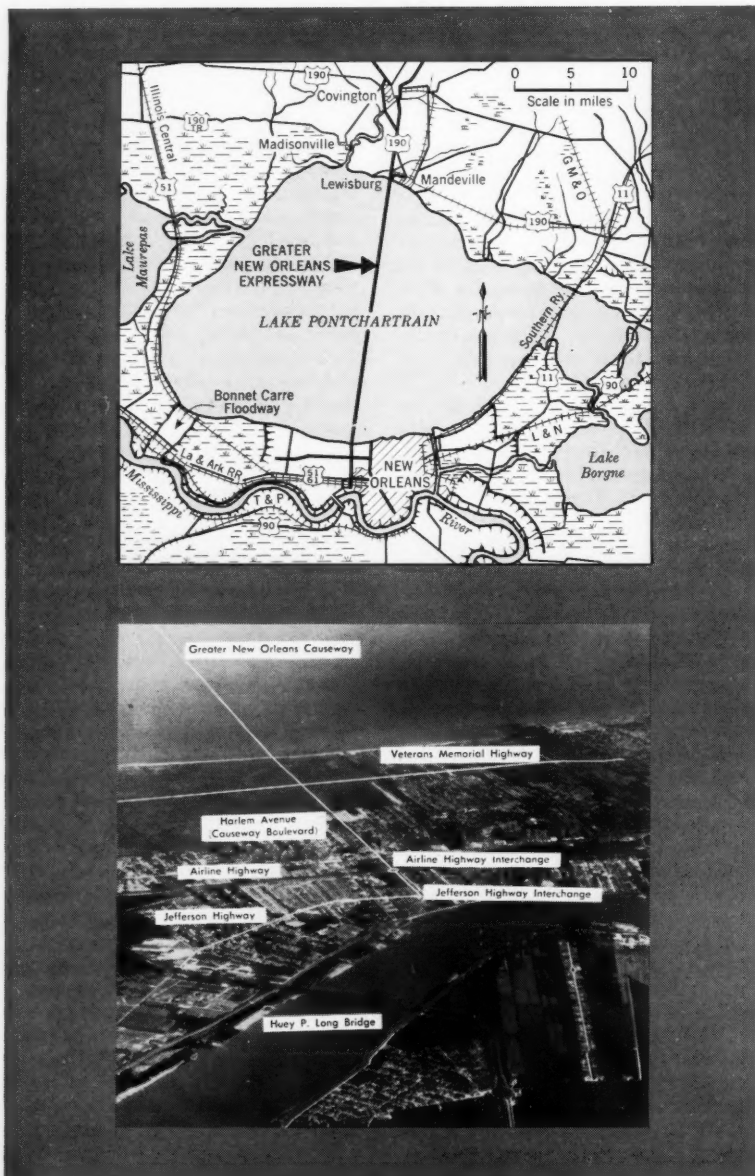 190
Covington
0 5 10
Scale in miles
Illinois Central
190
TR
Madisonville
190
GM & O
51
Lewisburg
Mandeville
11
190
Lake
Maurepas
GREATER
NEW ORLEANS
EXPRESSWAY
LAKE PONTCHARTRAIN
N
Southern Ry
11
90
Bonnet Carre
Floodway
L & N
La & Ark RR
51
61
NEW
ORLEANS
Lake
Borgne
Mississippi
T & P
90
River
Greater New Orleans Causeway
Veterans Memorial Highway
Harlem Avenue
(Causeway Boulevard)
Airline Highway
Airline Highway Interchange
Jefferson Highway Interchange
Jefferson Highway
Huey P. Long Bridge